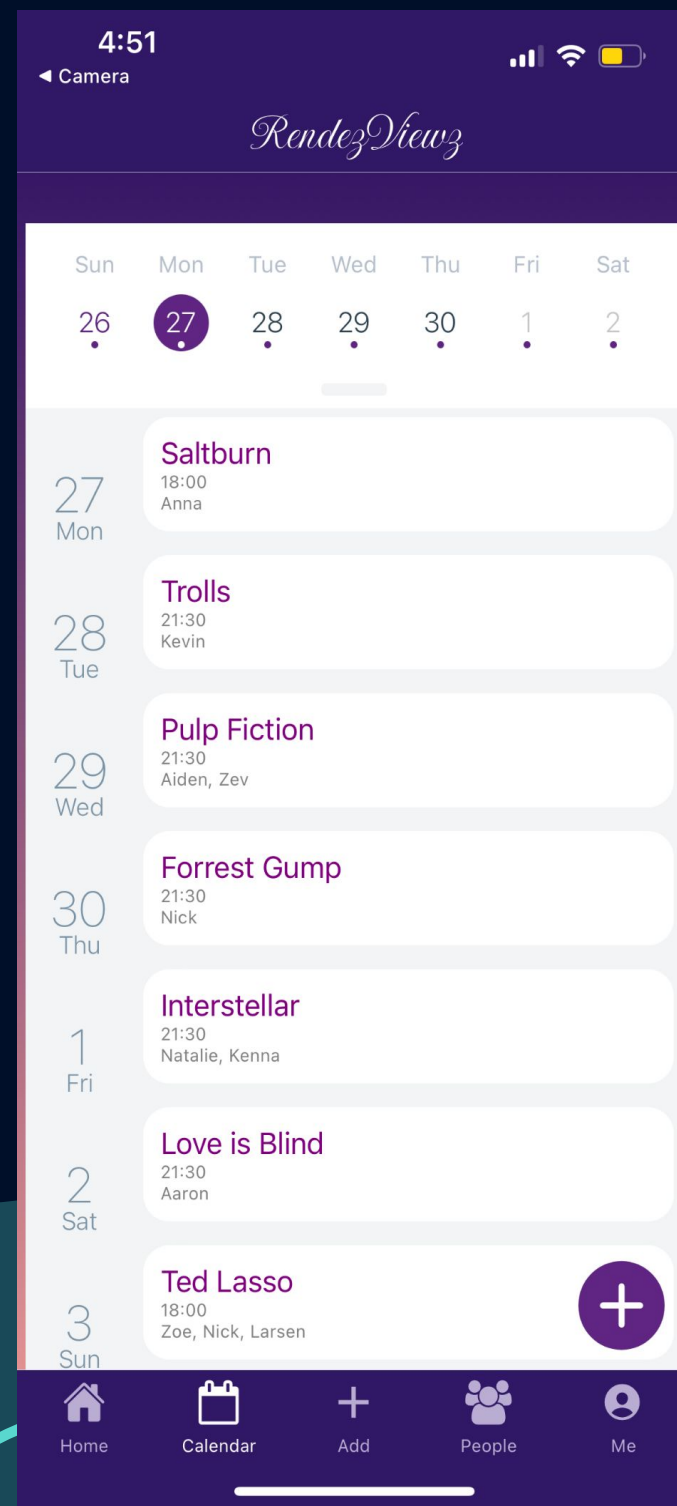 4:51
◀ Camera
RendezViewz
Sun Mon Tue Wed Thu Fri Sat
26 27 28 29 30 1 2
27
Mon
Saltburn
18:00
Anna
28
Tue
Trolls
21:30
Kevin
29
Wed
Pulp Fiction
21:30
Aiden, Zev
30
Thu
Forrest Gump
21:30
Nick
1
Fri
Interstellar
21:30
Natalie, Kenna
2
Sat
Love is Blind
21:30
Aaron
3
Sun
Ted Lasso
18:00
Zoe, Nick, Larsen
Home Calendar Add People Me